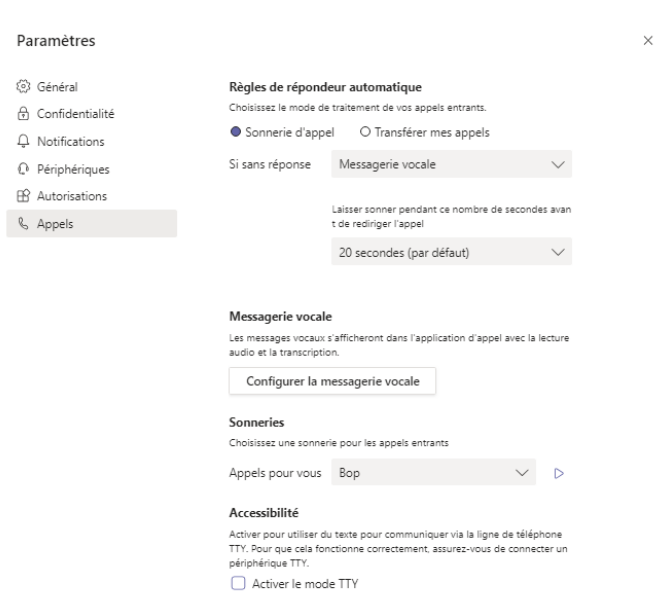 Paramètres
Général
Confidentialité
Notifications
Périphériques
Autorisations
Appels
Règles de répondeur automatique
Choisissez le mode de traitement de vos appels entrants.
Sonnerie d'appel Transférer mes appels
Si sans réponse Messagerie vocale
Laisser sonner pendant ce nombre de secondes avan
t de rediriger l'appel
20 secondes (par défaut)
Messagerie vocale
Les messages vocaux s'afficheront dans l'application d'appel avec la lecture
audio et la transcription.
Configurer la messagerie vocale
Sonneries
Choisissez une sonnerie pour les appels entrants
Appels pour vous Bop
Accessibilité
Activer pour utiliser du texte pour communiquer via la ligne de téléphone
TTY. Pour que cela fonctionne correctement, assurez-vous de connecter un
périphérique TTY.
Activer le mode TTY